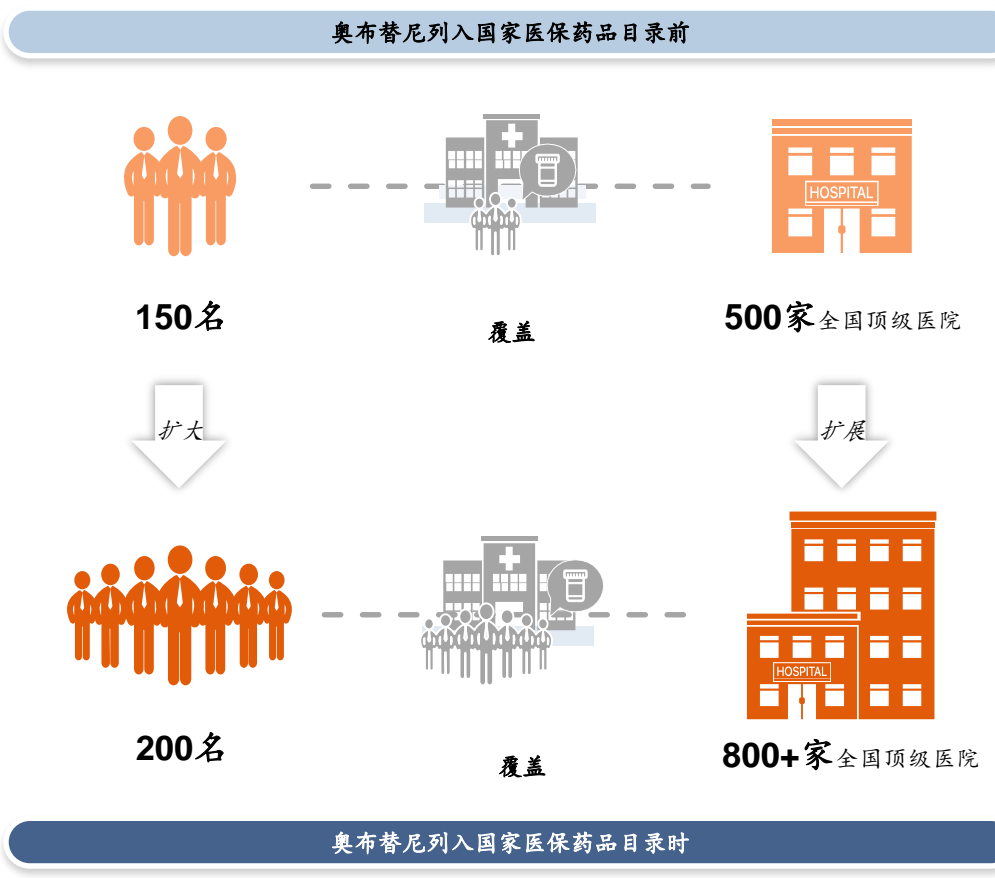 奥布替尼列入国家医保药品目录前
HOSPITAL
150名
覆盖
500家全国顶级医院
扩大
扩展
HOSPITAL
200名
覆盖
800+家全国顶级医院
奥布替尼列入国家医保药品目录时